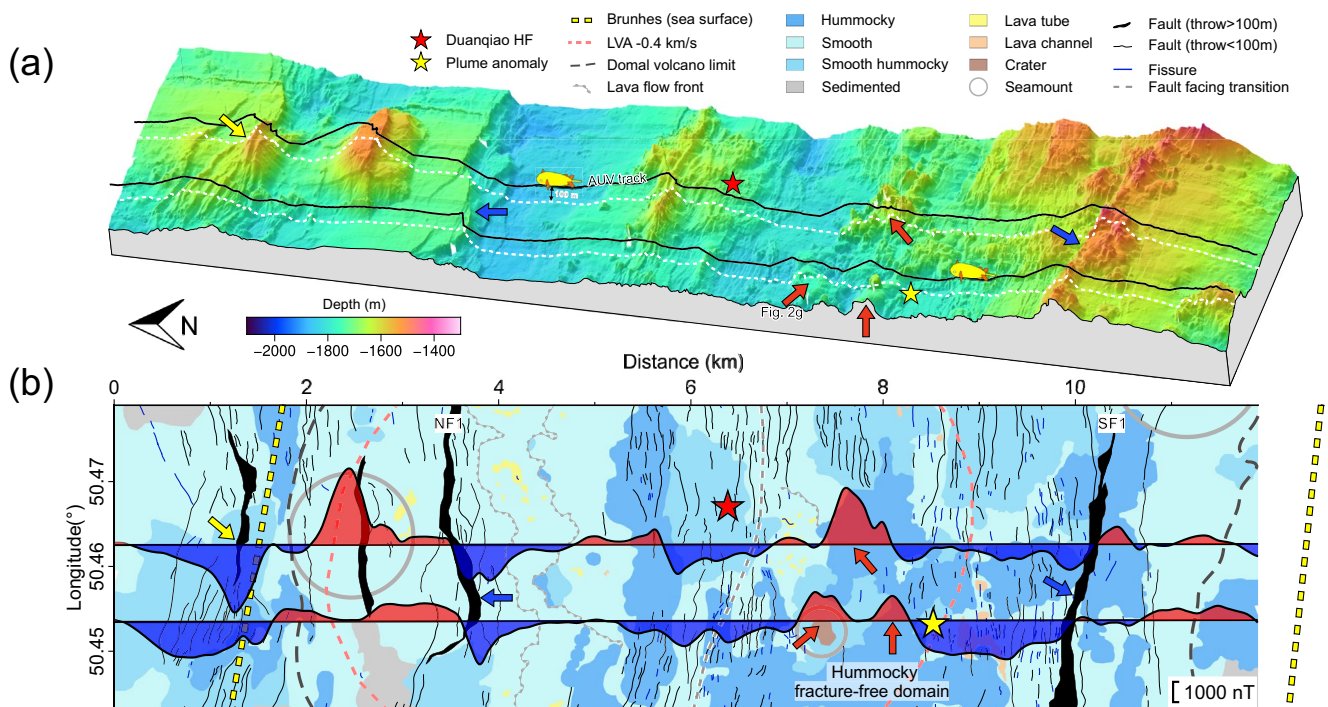 (a)
Duanqiao HF
Plume anomaly
Brunhes (sea surface)
LVA -0.4 km/s
Domal volcano limit
Lava flow front
Hummocky
Smooth
Smooth hummocky
Sedimented
Lava tube
Lava channel
Crater
Seamount
Fault (throw>100m)
Fault (throw<100m)
Fissure
Fault facing transition
AUV track
100 m
Fig. 2g
N
Depth (m)
−2000 −1800 −1600 −1400
(b)
Distance (km)
0 2 4 6 8 10
NF1
SF1
Longitude(°)
50.47
50.46
50.45
Hummocky
fracture-free domain
1000 nT